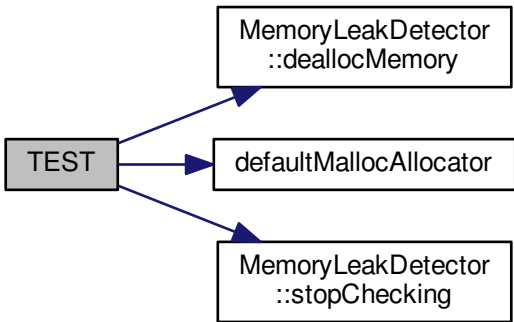 MemoryLeakDetector
::deallocMemory
TEST
defaultMallocAllocator
MemoryLeakDetector
::stopChecking